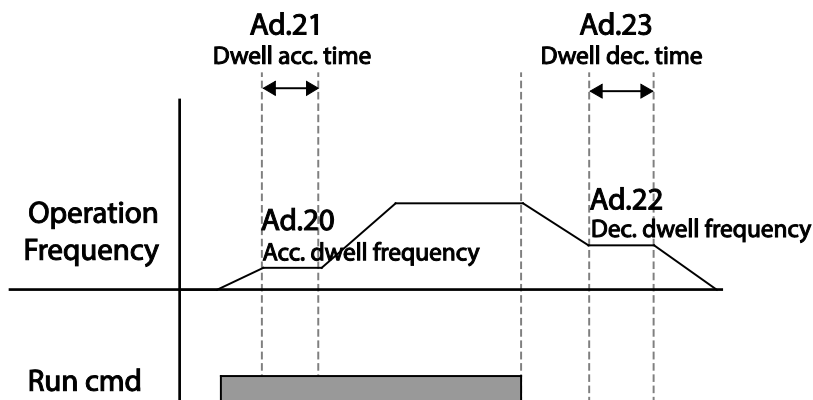 Ad.21
Dwell acc. time
Ad.23
Dwell dec. time
Operation
Frequency
Ad.20
Acc. dwell frequency
Ad.22
Dec. dwell frequency
Run cmd